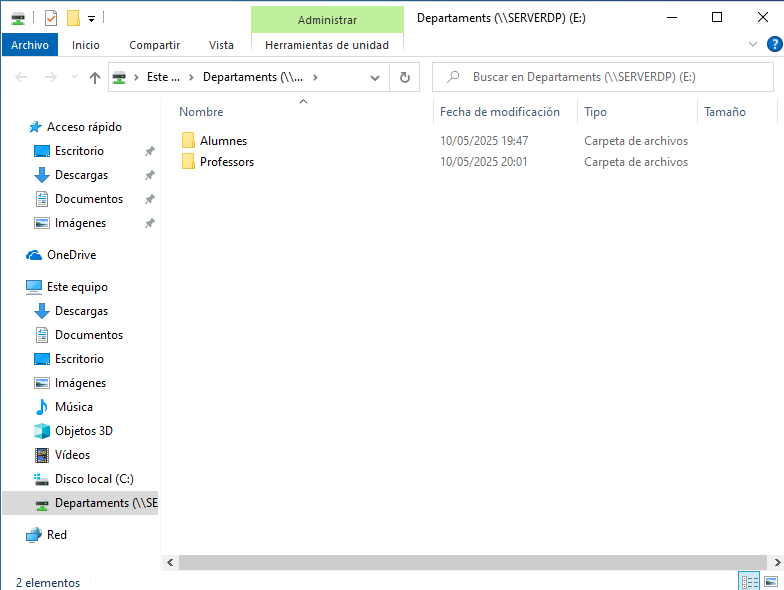 Administrar
Departaments (\\SERVERDP) (E:)
Archivo Inicio Compartir Vista Herramientas de unidad
?
Este ... Departaments (\\... Buscar en Departaments (\\SERVERDP) (E:)
Nombre Fecha de modificación Tipo Tamaño
Alumnes 10/05/2025 19:47 Carpeta de archivos
Professors 10/05/2025 20:01 Carpeta de archivos
Acceso rápido
Escritorio
Descargas
Documentos
Imágenes
OneDrive
Este equipo
Descargas
Documentos
Escritorio
Imágenes
Música
Objetos 3D
Vídeos
Disco local (C:)
Departaments (\\SE
Red
2 elementos